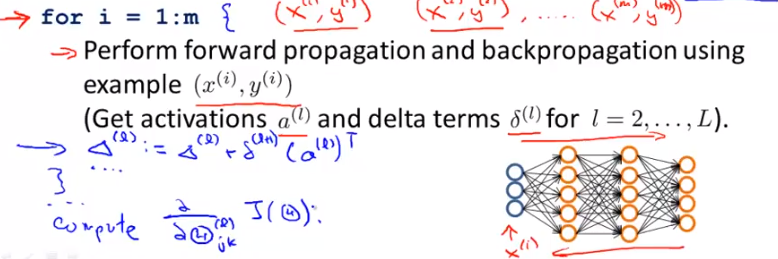 → for i = 1:m { (x^(1), y^(1)) (x^(2), y^(2)), ..... (x^(m), y^(m))
→ Perform forward propagation and backpropagation using
example (x^(i), y^(i))
(Get activations a^(l) and delta terms δ^(l) for l = 2, ..., L).
→ Δ^(l) := Δ^(l) + δ^(l+1) (a^(l))^T
....
}
....
compute ∂/∂Θ_jk^(l) J(Θ).
x^(i)